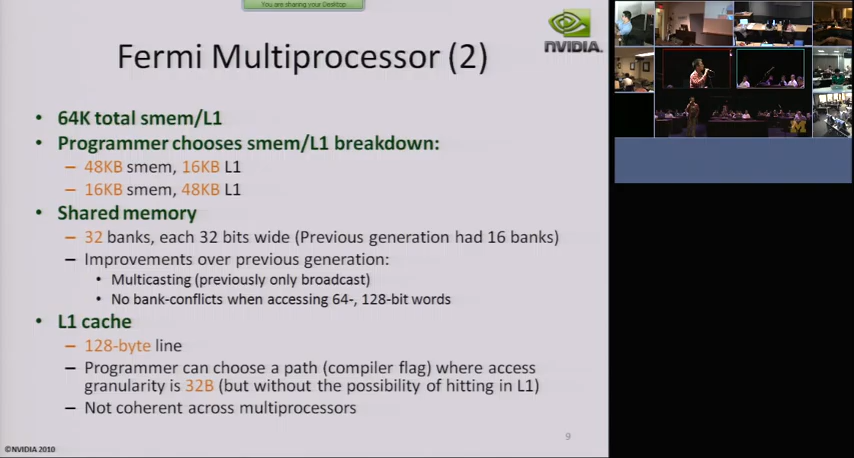 You are sharing your Desktop
NVIDIA.
Fermi Multiprocessor (2)
• 64K total smem/L1
• Programmer chooses smem/L1 breakdown:
– 48KB smem, 16KB L1
– 16KB smem, 48KB L1
• Shared memory
– 32 banks, each 32 bits wide (Previous generation had 16 banks)
– Improvements over previous generation:
• Multicasting (previously only broadcast)
• No bank-conflicts when accessing 64-, 128-bit words
• L1 cache
– 128-byte line
– Programmer can choose a path (compiler flag) where access
granularity is 32B (but without the possibility of hitting in L1)
– Not coherent across multiprocessors
9
©NVIDIA 2010
M